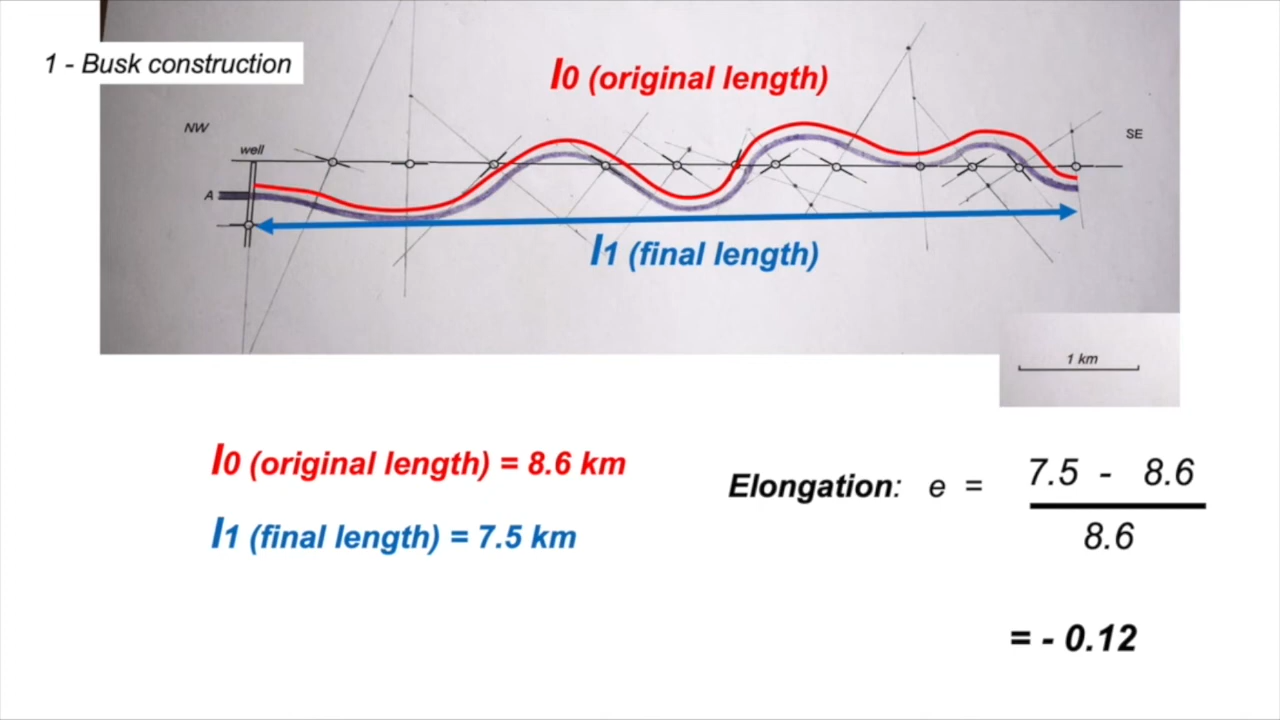 1 - Busk construction
l0 (original length)
NW
SE
well
A
l1 (final length)
1 km
l0 (original length) = 8.6 km
l1 (final length) = 7.5 km
Elongation: e = 7.5 - 8.6
8.6
= - 0.12